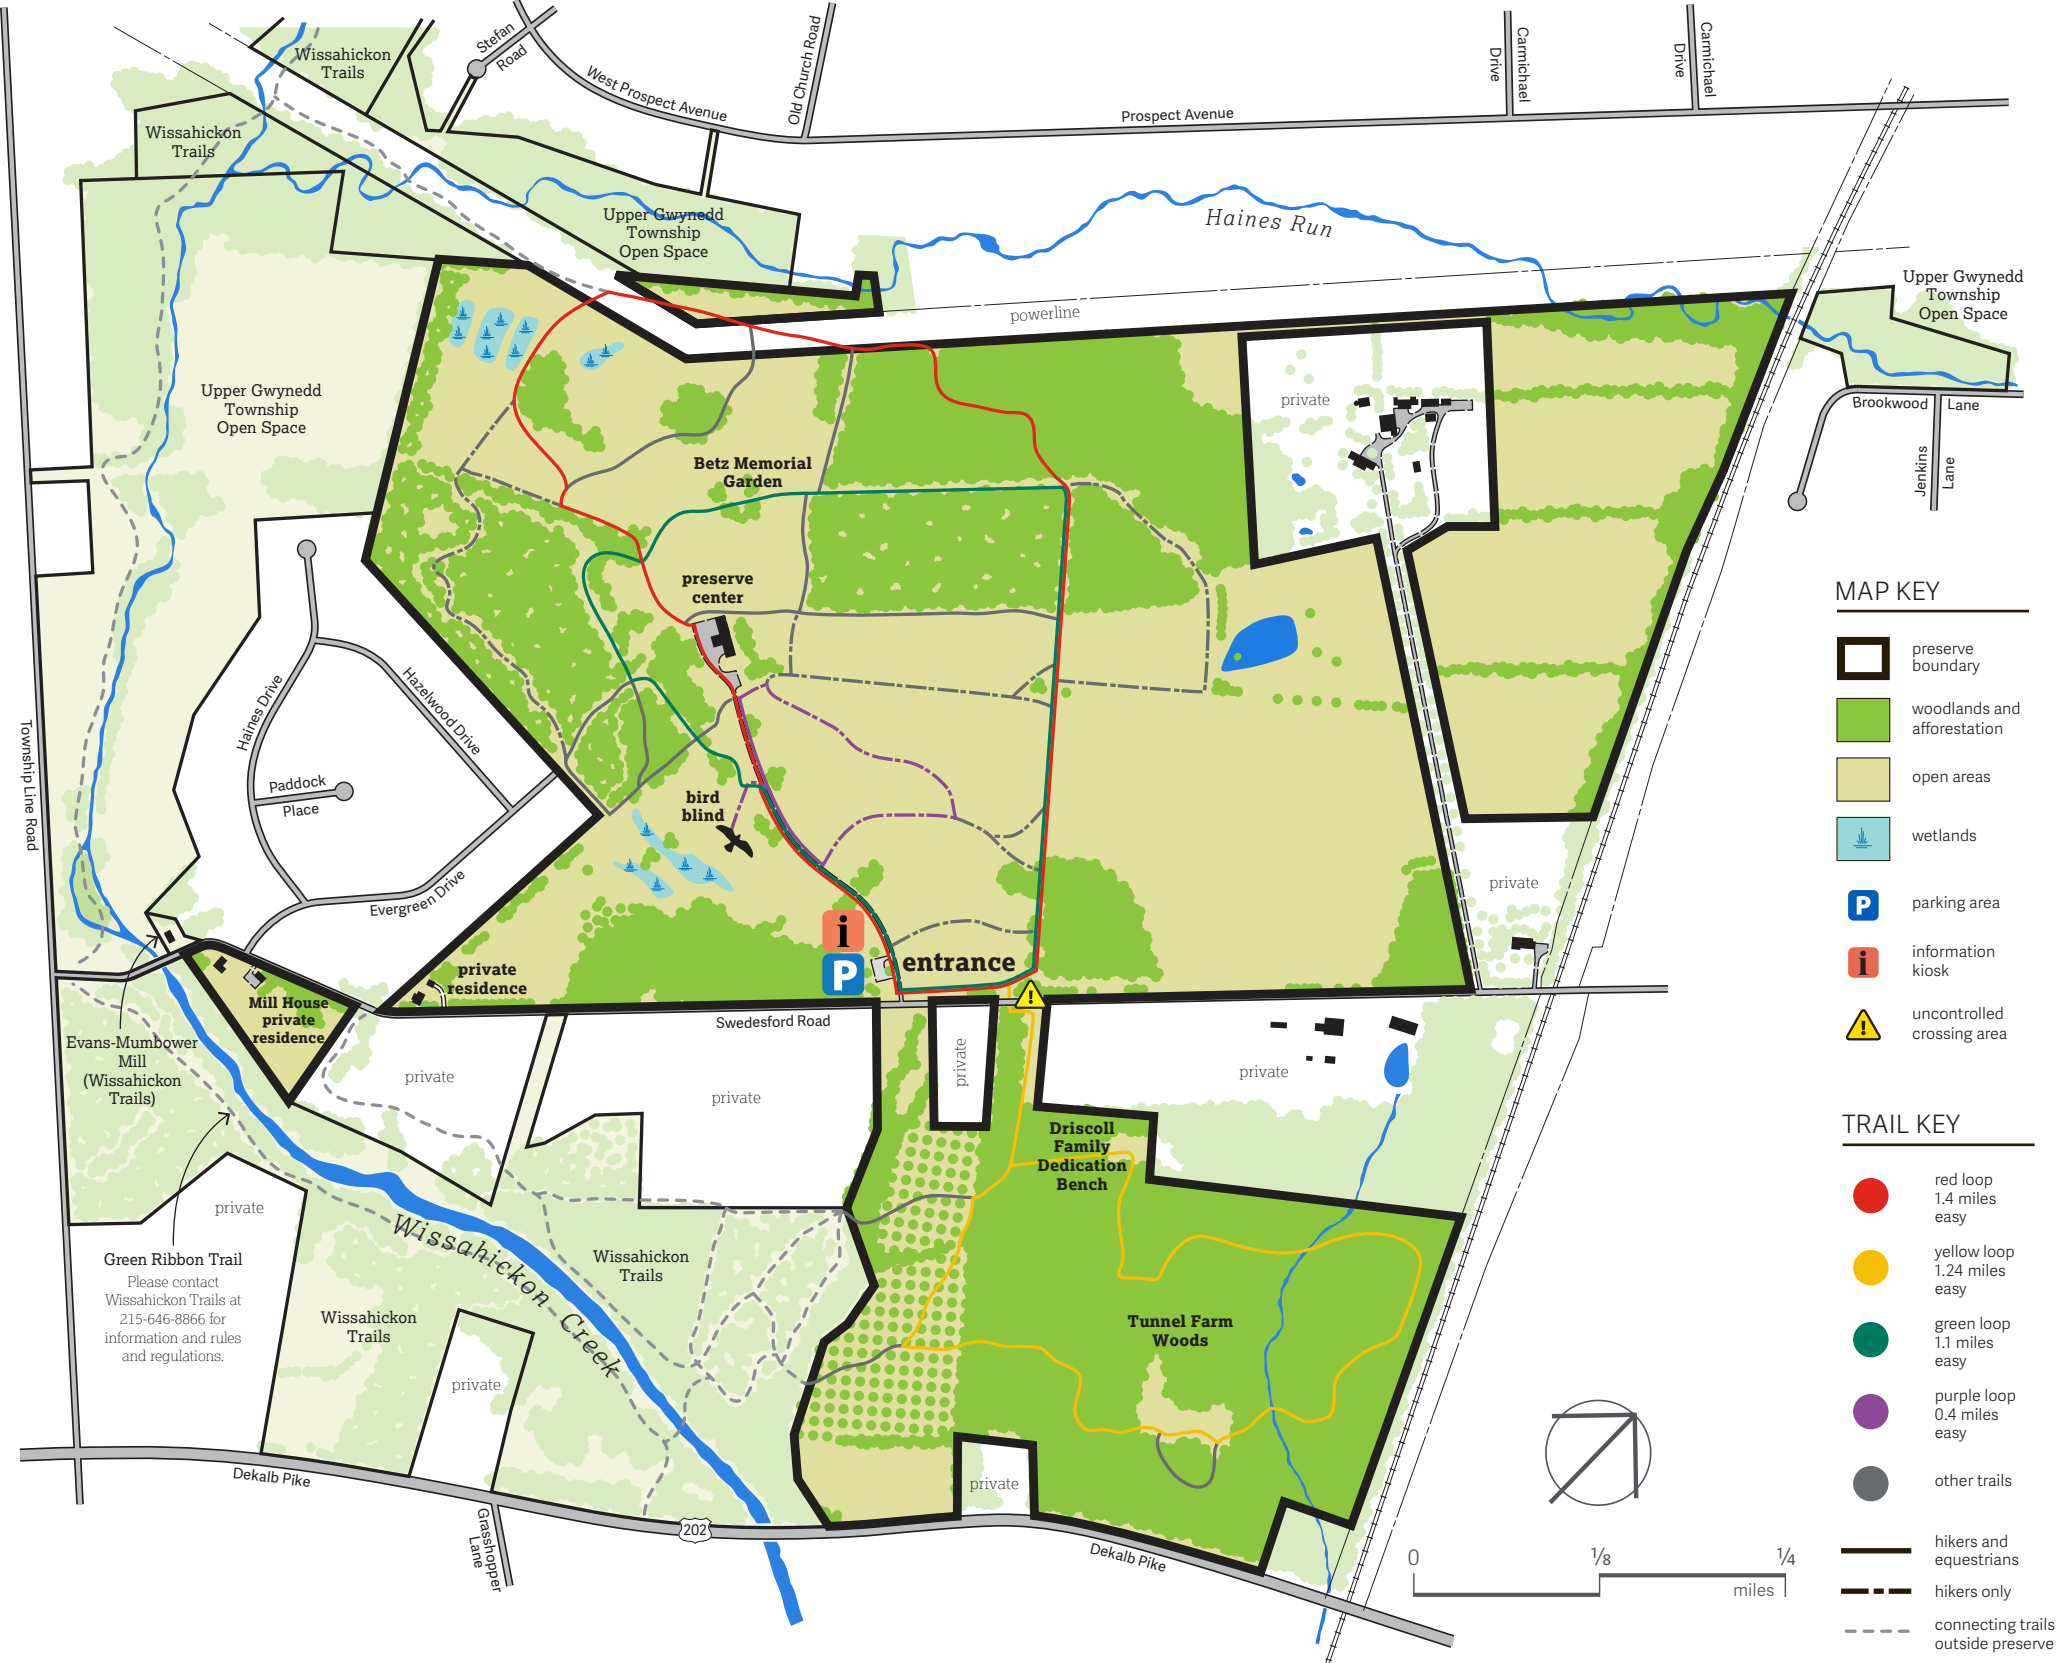 Wissahickon
Trails
Stefan
Road
West Prospect Avenue
Old Church Road
Prospect Avenue
Carmichael
Drive
Carmichael
Drive
Wissahickon
Trails
Upper Gwynedd
Township
Open Space
Haines Run
powerline
Upper Gwynedd
Township
Open Space
Brookwood Lane
Jenkins
Lane
Upper Gwynedd
Township
Open Space
private
Betz Memorial
Garden
preserve
center
Haines Drive
Hazelwood Drive
Paddock
Place
Evergreen Drive
Township Line Road
bird
blind
private
i
P
entrance
!
private
residence
Mill House
private
residence
Swedesford Road
Evans-Mumbower
Mill
(Wissahickon
Trails)
private
private
private
private
Driscoll
Family
Dedication
Bench
private
Green Ribbon Trail
Please contact
Wissahickon Trails at
215-646-8866 for
information and rules
and regulations.
Wissahickon Creek
Wissahickon
Trails
Wissahickon
Trails
private
Tunnel Farm
Woods
private
Dekalb Pike
Grasshopper
Lane
202
Dekalb Pike
MAP KEY
preserve
boundary
woodlands and
afforestation
open areas
wetlands
P
parking area
i
information
kiosk
!
uncontrolled
crossing area
TRAIL KEY
red loop
1.4 miles
easy
yellow loop
1.24 miles
easy
green loop
1.1 miles
easy
purple loop
0.4 miles
easy
other trails
hikers and
equestrians
hikers only
connecting trails
outside preserve
0 1/8 1/4
miles